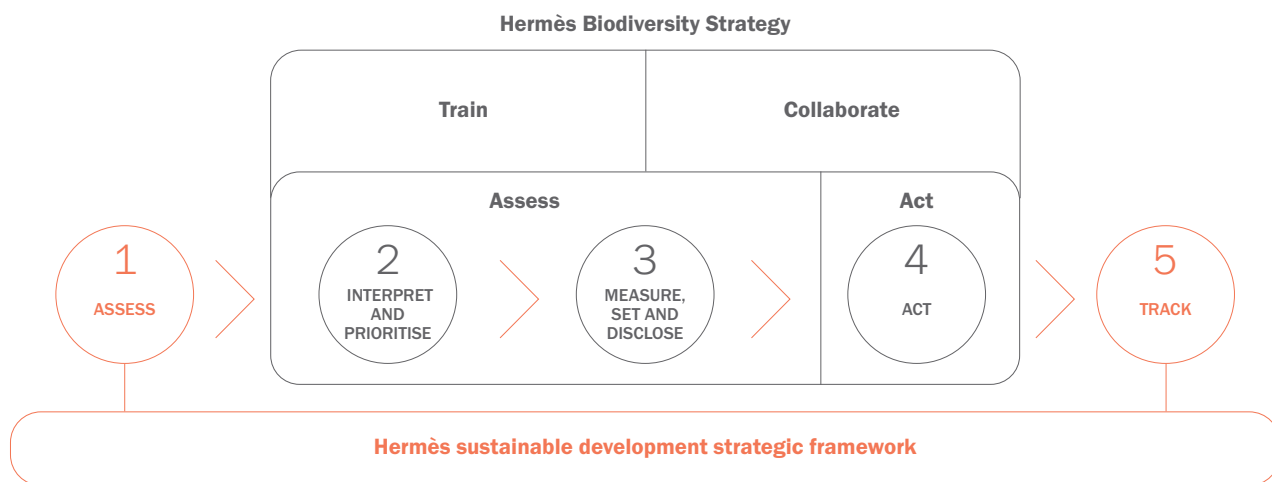 Hermès Biodiversity Strategy
Train
Collaborate
Assess
Act
1
ASSESS
2
INTERPRET
AND
PRIORITISE
3
MEASURE,
SET AND
DISCLOSE
4
ACT
5
TRACK
Hermès sustainable development strategic framework